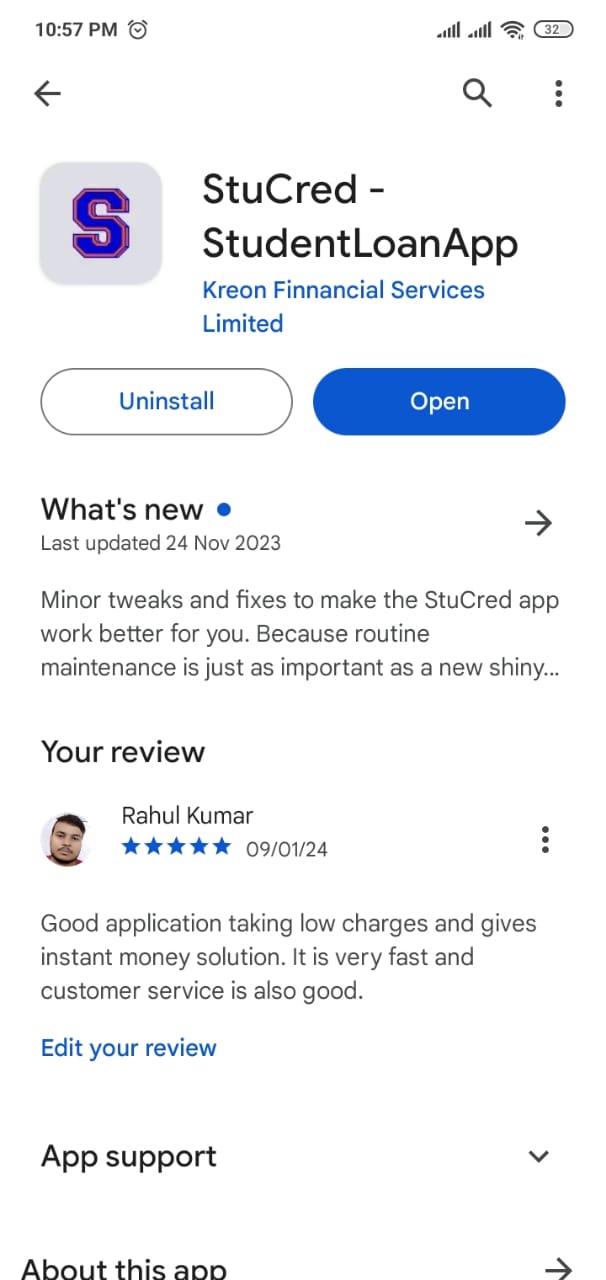 10:57 PM
32
S
StuCred -
StudentLoanApp
Kreon Finnancial Services
Limited
Uninstall
Open
What's new
Last updated 24 Nov 2023
Minor tweaks and fixes to make the StuCred app
work better for you. Because routine
maintenance is just as important as a new shiny...
Your review
Rahul Kumar
09/01/24
Good application taking low charges and gives
instant money solution. It is very fast and
customer service is also good.
Edit your review
App support
About this app